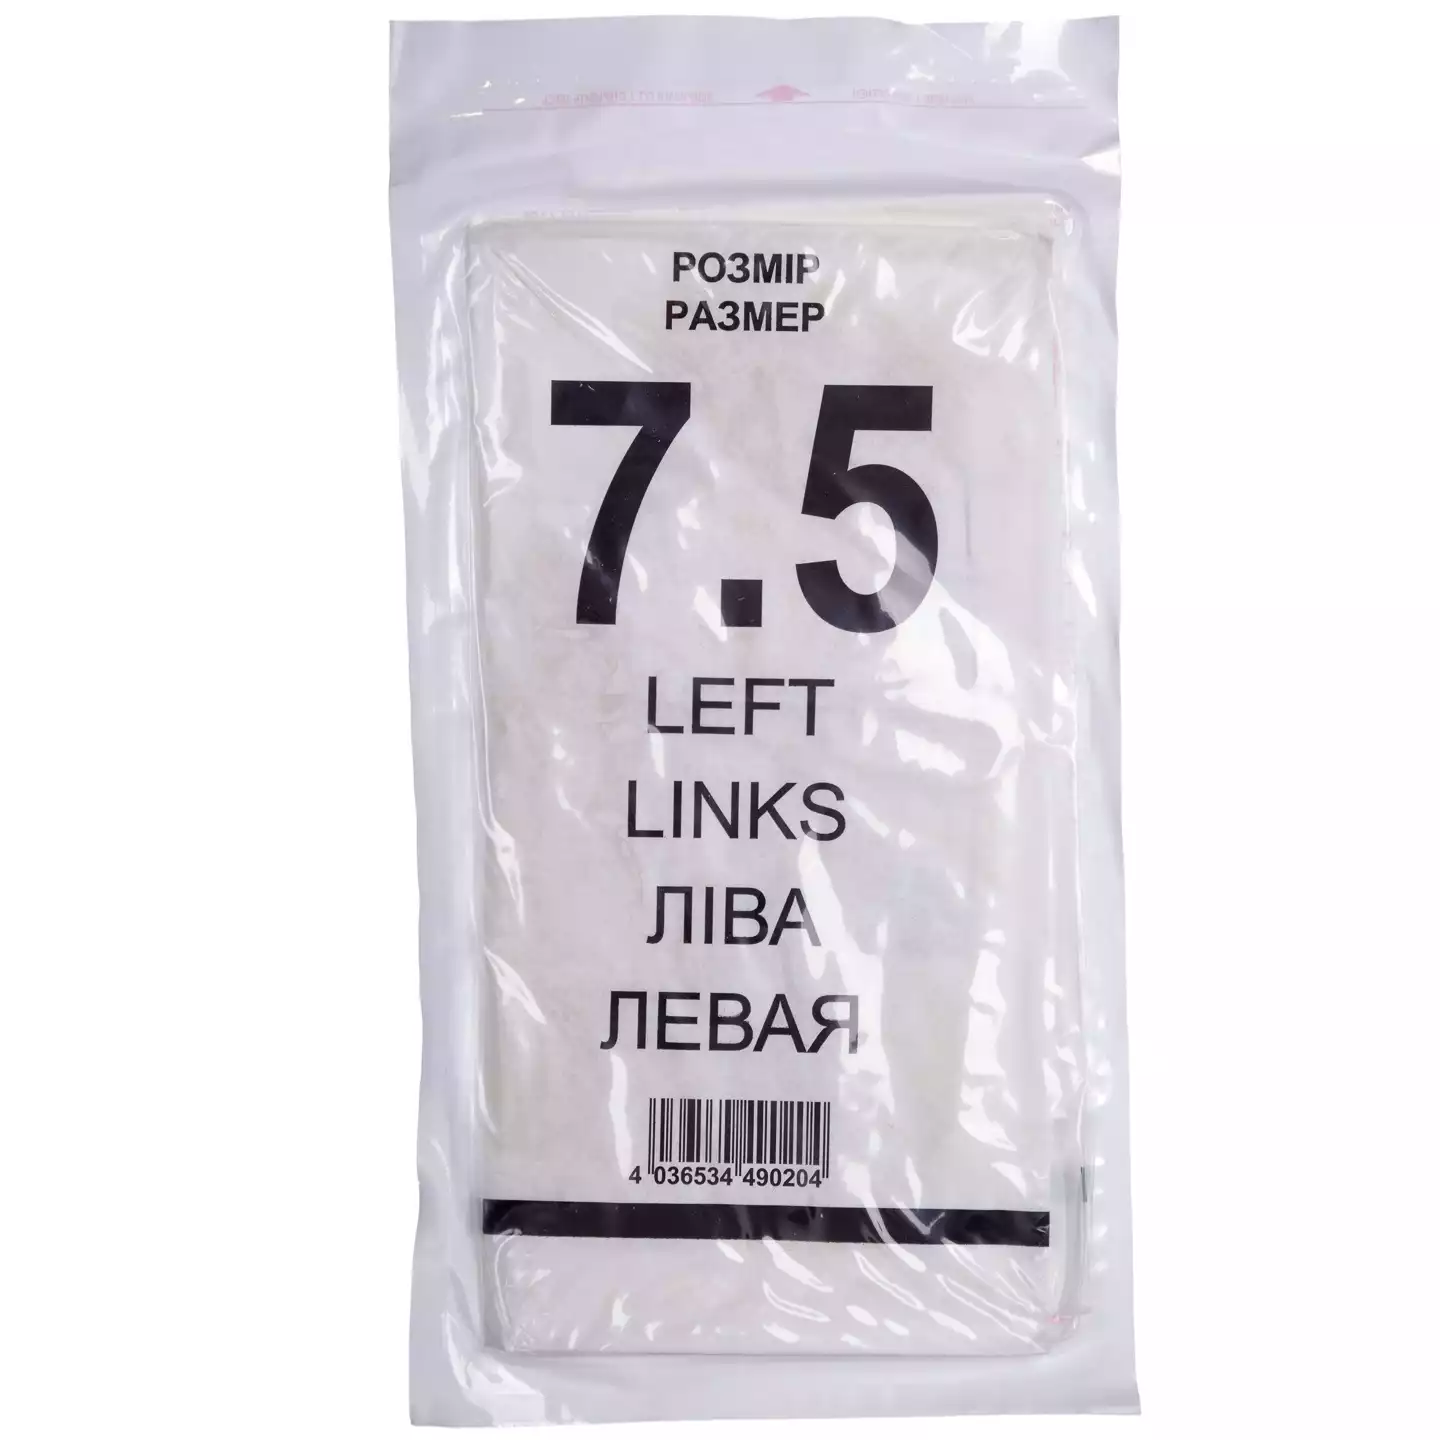 РОЗМІР
РАЗМЕР
7.5
LEFT
LINKS
ЛІВА
ЛЕВАЯ
4 036534 490204